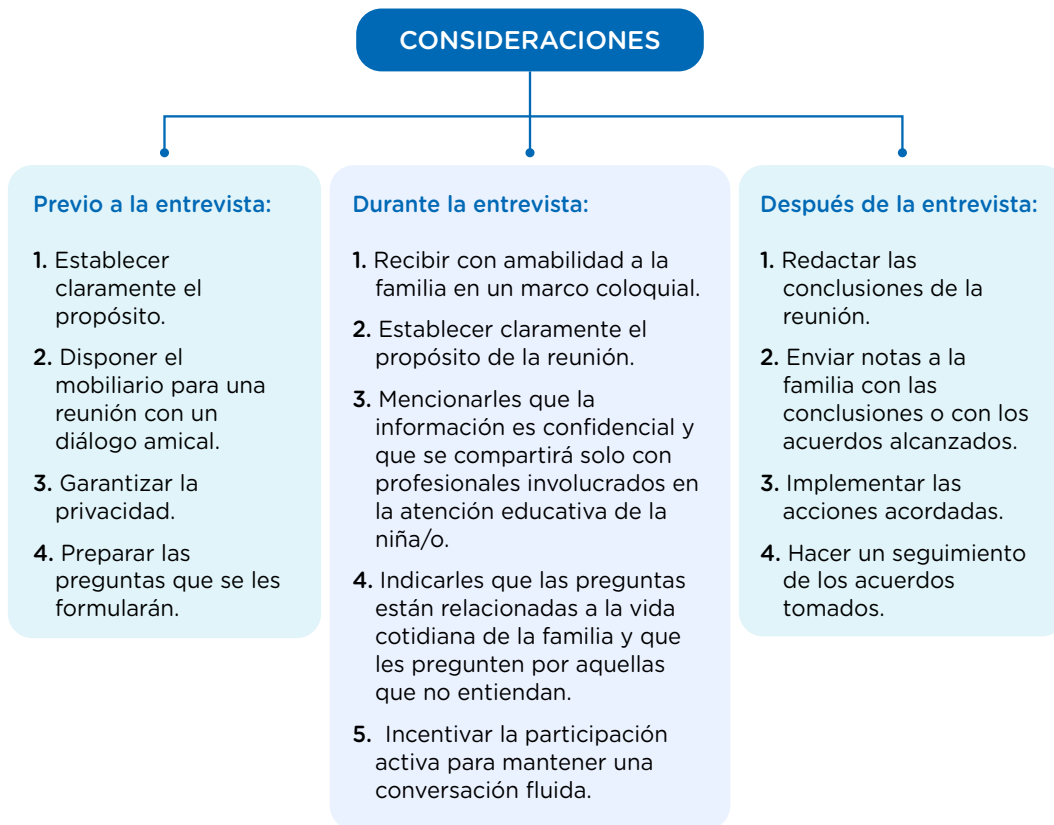 CONSIDERACIONES
Previo a la entrevista:
1. Establecer
claramente el
propósito.
2. Disponer el
mobiliario para una
reunión con un
diálogo amical.
3. Garantizar la
privacidad.
4. Preparar las
preguntas que se les
formularán.
Durante la entrevista:
1. Recibir con amabilidad a la
familia en un marco coloquial.
2. Establecer claramente el
propósito de la reunión.
3. Mencionarles que la
información es confidencial y
que se compartirá solo con
profesionales involucrados en
la atención educativa de la
niña/o.
4. Indicarles que las preguntas
están relacionadas a la vida
cotidiana de la familia y que
les pregunten por aquellas
que no entiendan.
5. Incentivar la participación
activa para mantener una
conversación fluida.
Después de la entrevista:
1. Redactar las
conclusiones de la
reunión.
2. Enviar notas a la
familia con las
conclusiones o con los
acuerdos alcanzados.
3. Implementar las
acciones acordadas.
4. Hacer un seguimiento
de los acuerdos
tomados.